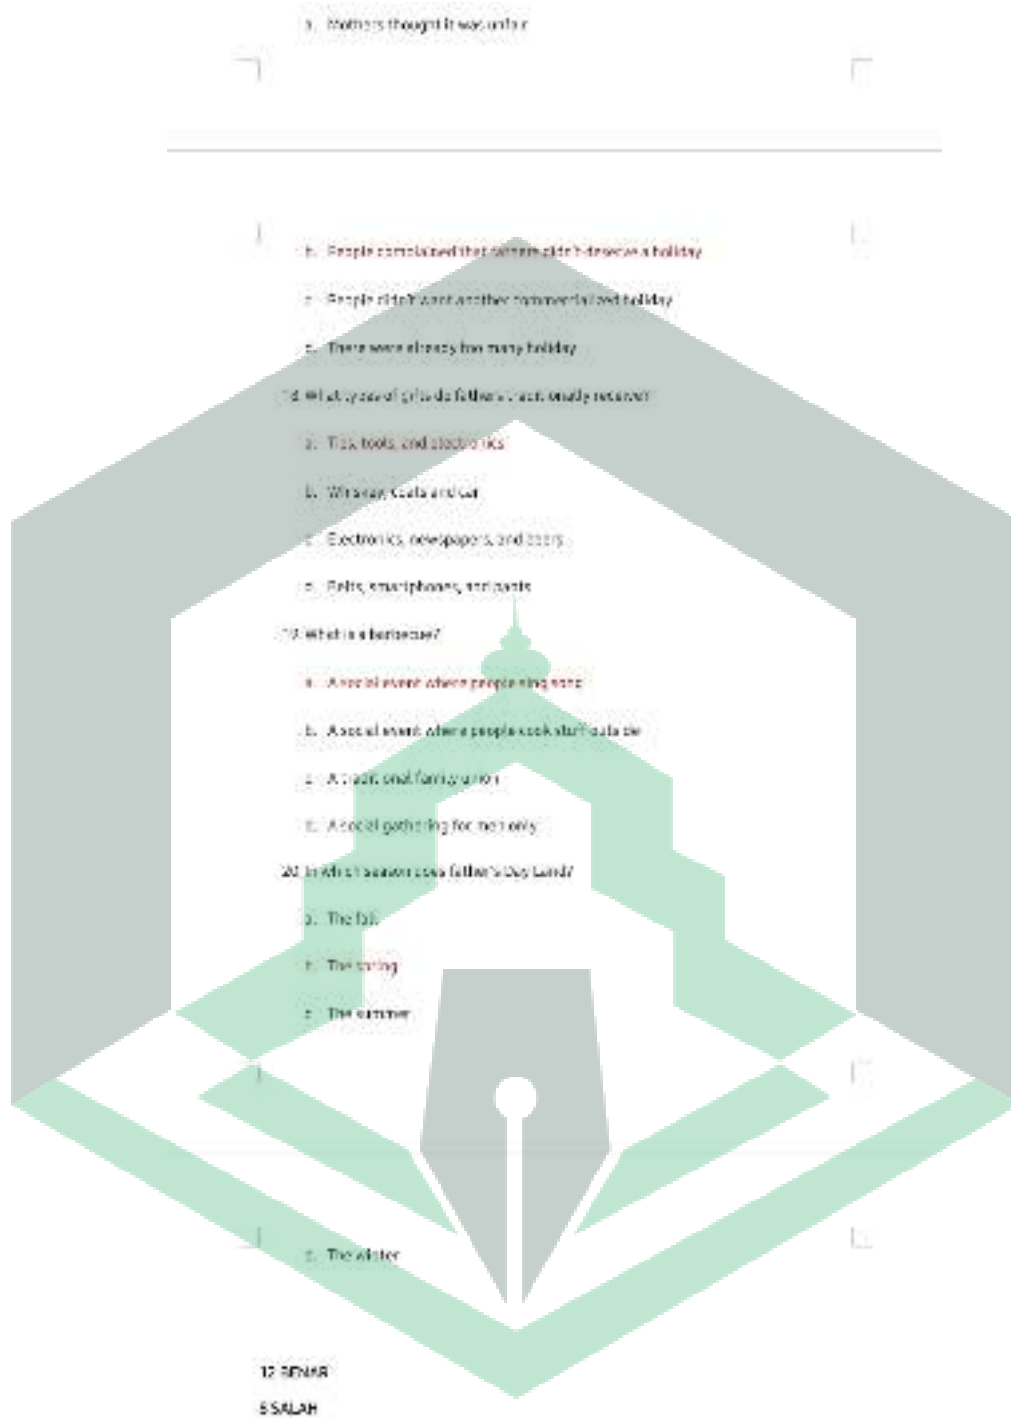 a. Mothers thought it was unfair
b. People complained that fathers didn't deserve a holiday
c. People didn't want another commercialized holiday
d. There were already too many holiday
18. What types of gifts do fathers traditionally receive?
a. Ties, tools, and electronics
b. Whiskey, coats and car
c. Electronics, newspapers, and beers
d. Belts, smartphones, and pants
19. What is a barbecue?
a. A social event where people sing song
b. A social event where people cook stuff outside
c. A traditional family union
d. A social gathering for men only
20. In which season does father's Day Land?
a. The fall
b. The spring
c. The summer
d. The winter
12 BENAR
8 SALAH